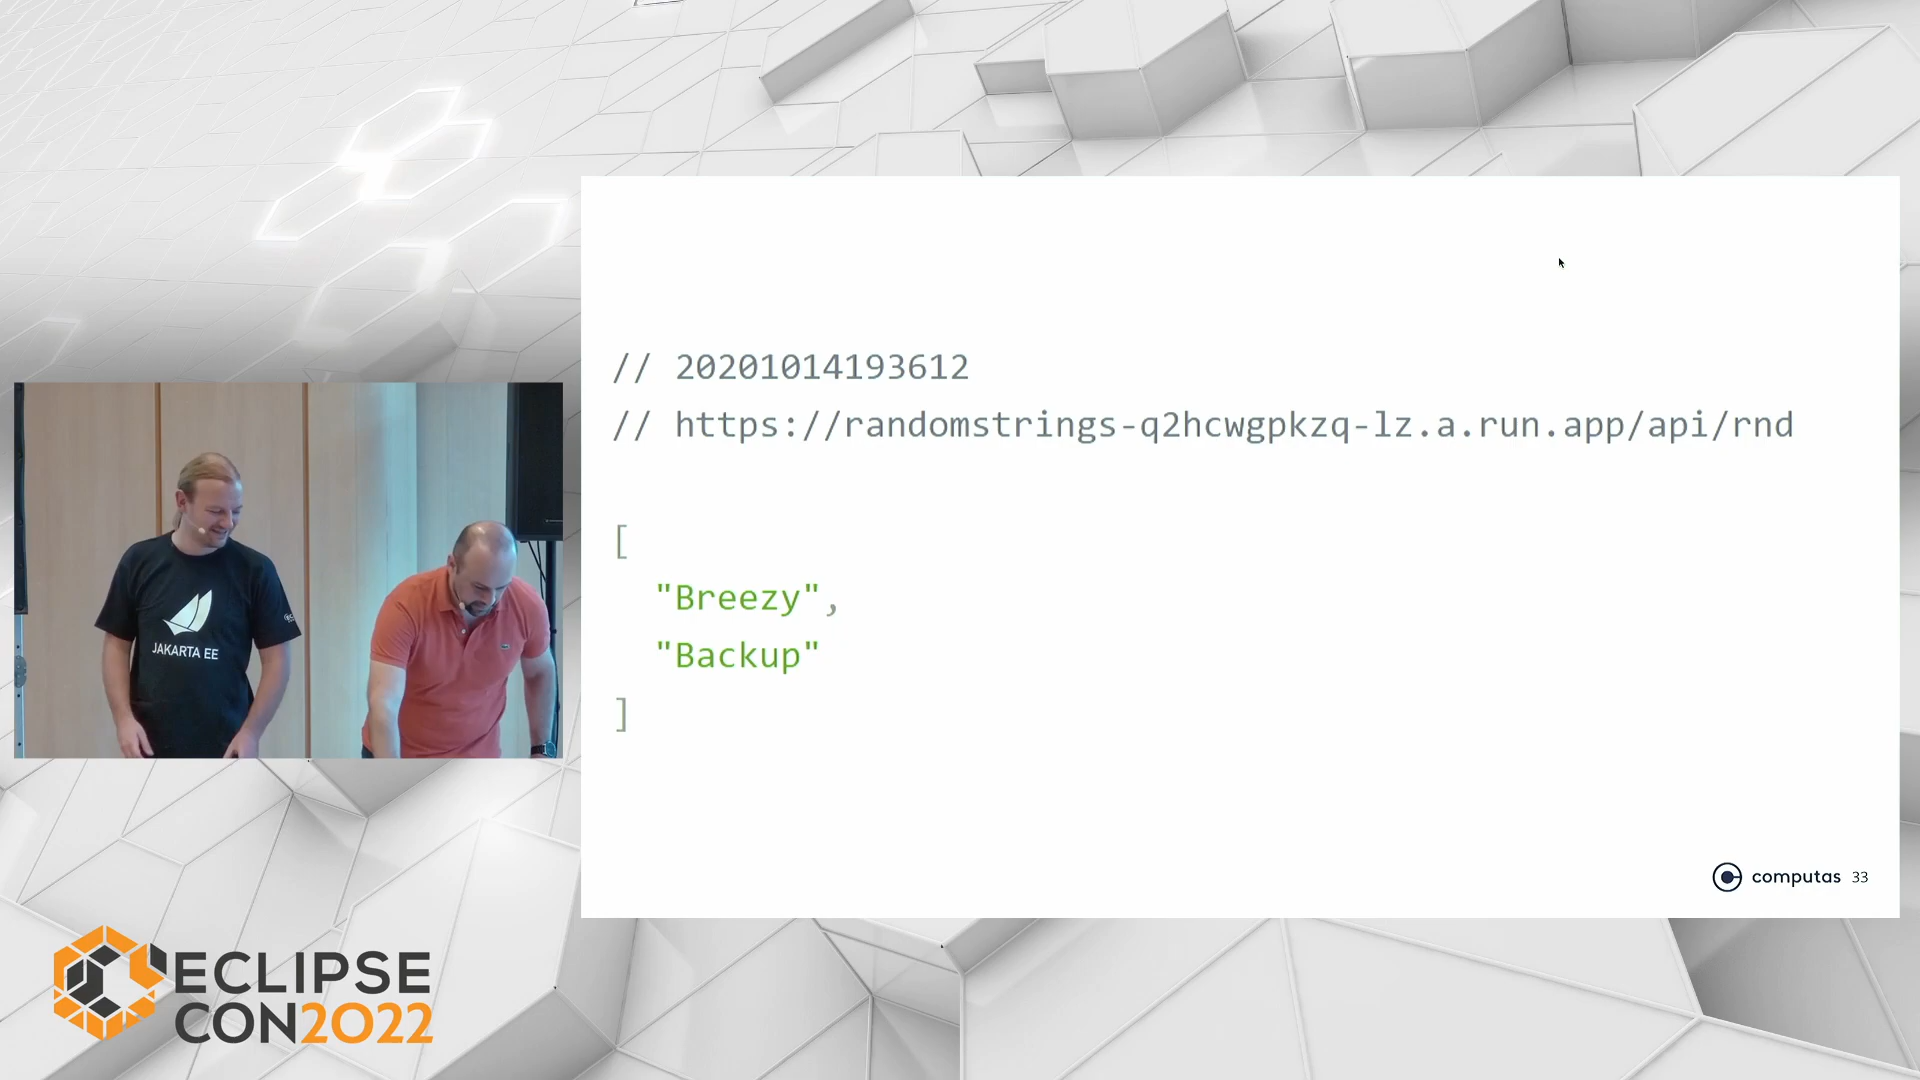 // 20201014193612
// https://randomstrings-q2hcwgpkzq-lz.a.run.app/api/rnd
[
"Breezy",
"Backup"
]
computas 33
JAKARTA EE
ECLIPSE
CON2022